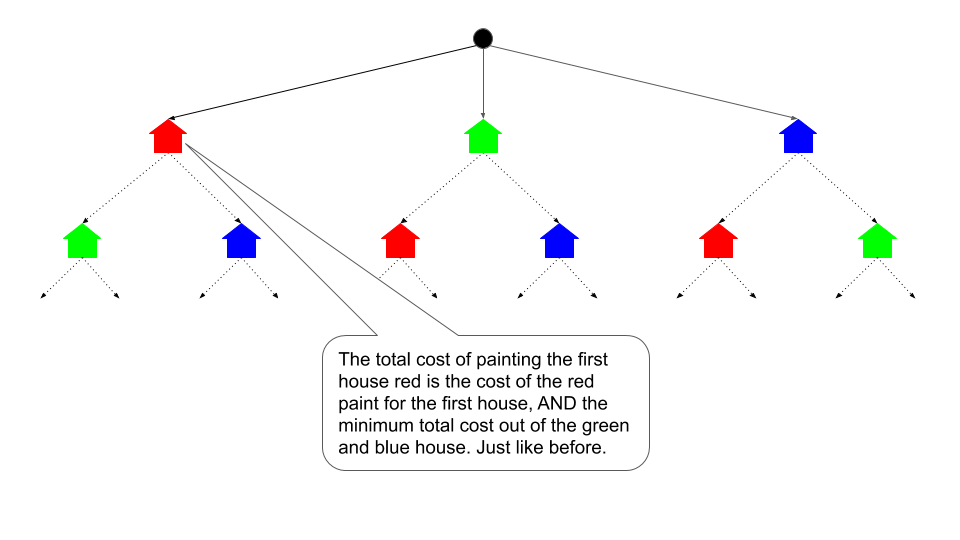 The total cost of painting the first
house red is the cost of the red
paint for the first house, AND the
minimum total cost out of the green
and blue house. Just like before.